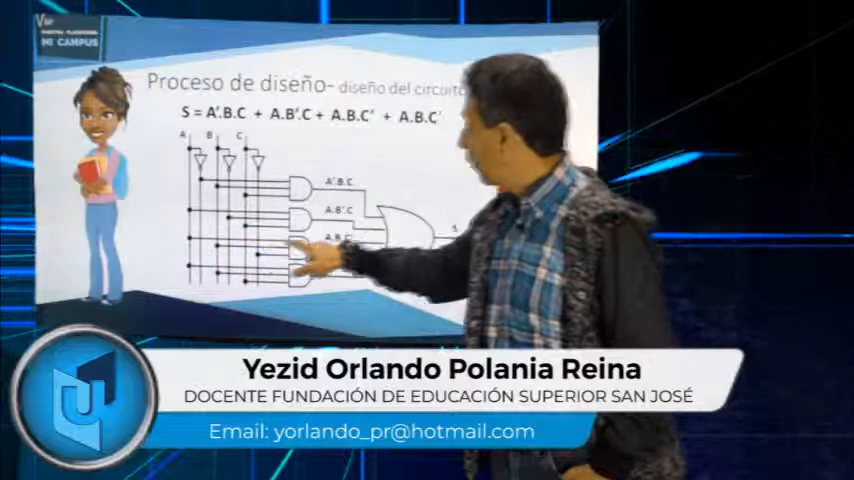 MI CAMPUS
Proceso de diseño- diseño del circuito
S = A'.B.C + A.B'.C + A.B.C' + A.B.C
A B C
A'.B.C
A.B'.C
A.B.C
S
Yezid Orlando Polania Reina
DOCENTE FUNDACIÓN DE EDUCACIÓN SUPERIOR SAN JOSÉ
Email: yorlando_pr@hotmail.com